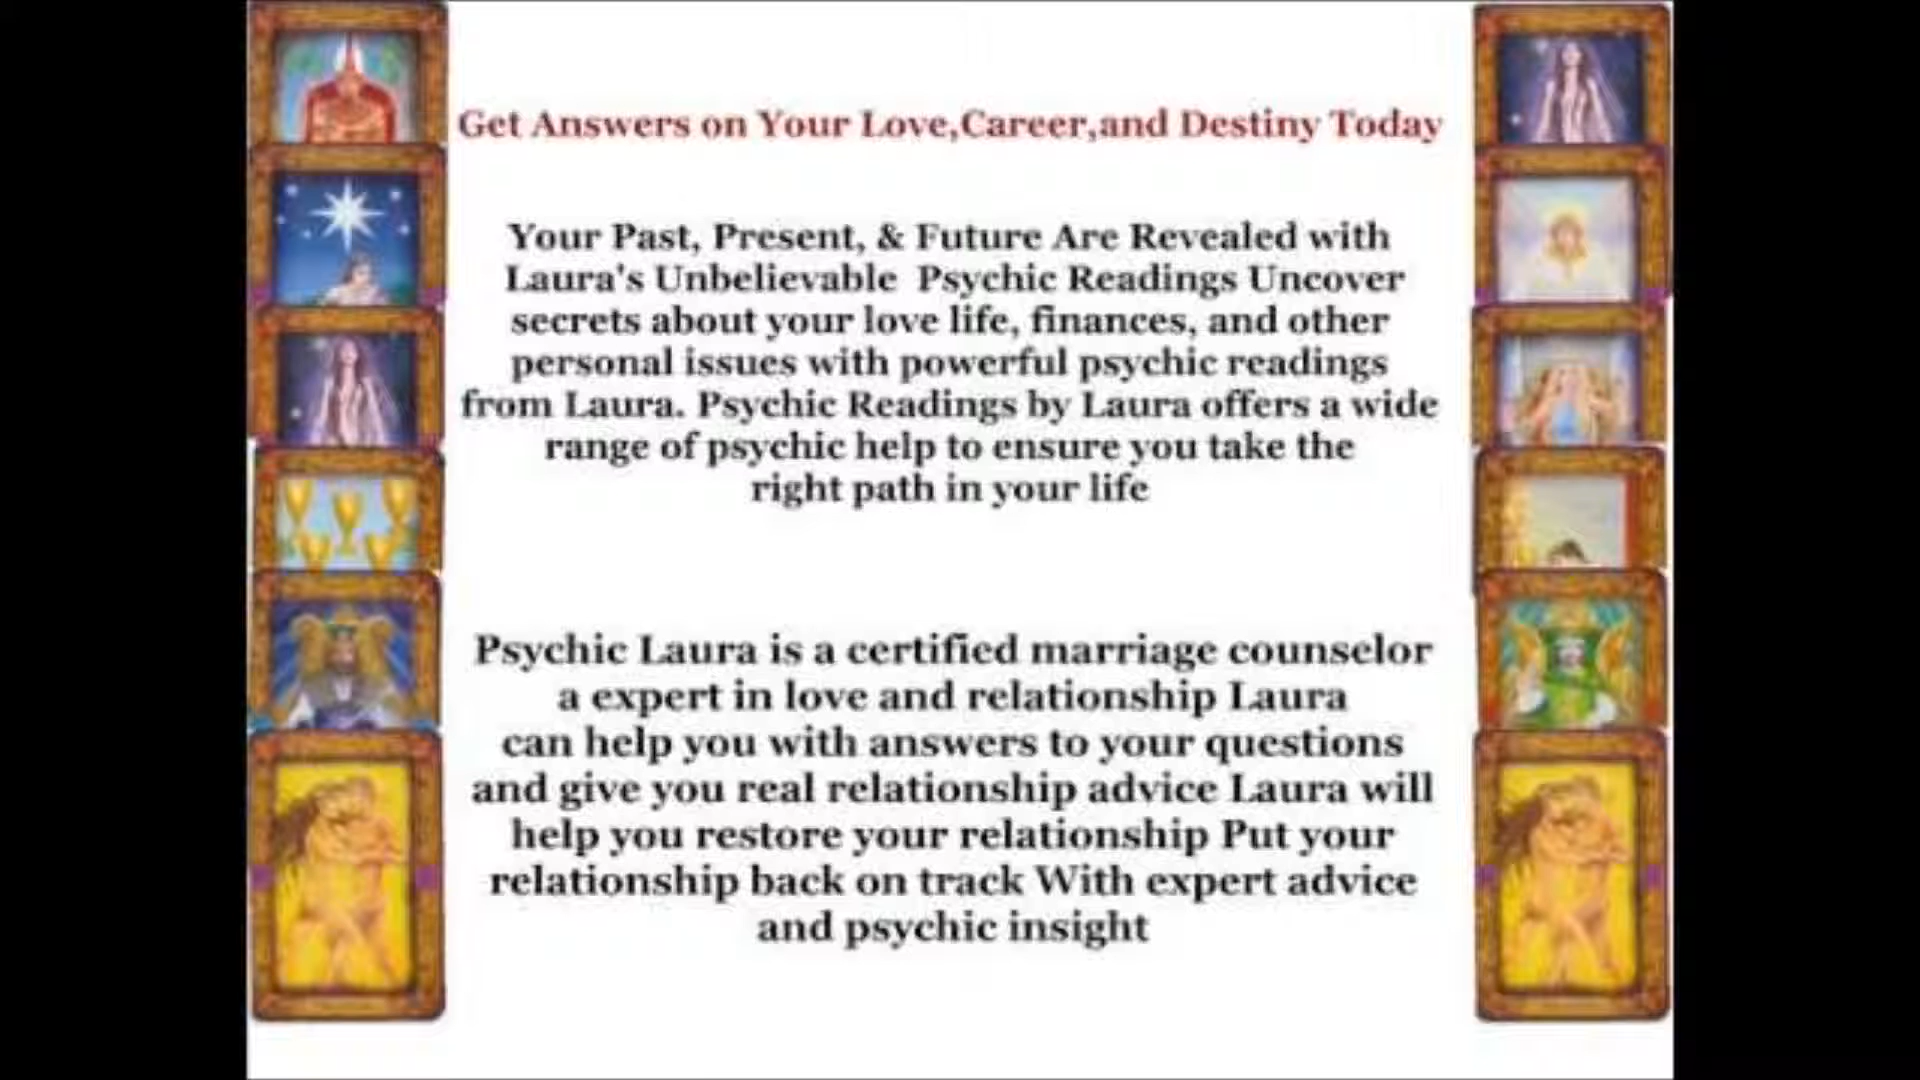 Get Answers on Your Love,Career,and Destiny Today
Your Past, Present, & Future Are Revealed with
Laura's Unbelievable Psychic Readings Uncover
secrets about your love life, finances, and other
personal issues with powerful psychic readings
from Laura. Psychic Readings by Laura offers a wide
range of psychic help to ensure you take the
right path in your life
Psychic Laura is a certified marriage counselor
a expert in love and relationship Laura
can help you with answers to your questions
and give you real relationship advice Laura will
help you restore your relationship Put your
relationship back on track With expert advice
and psychic insight